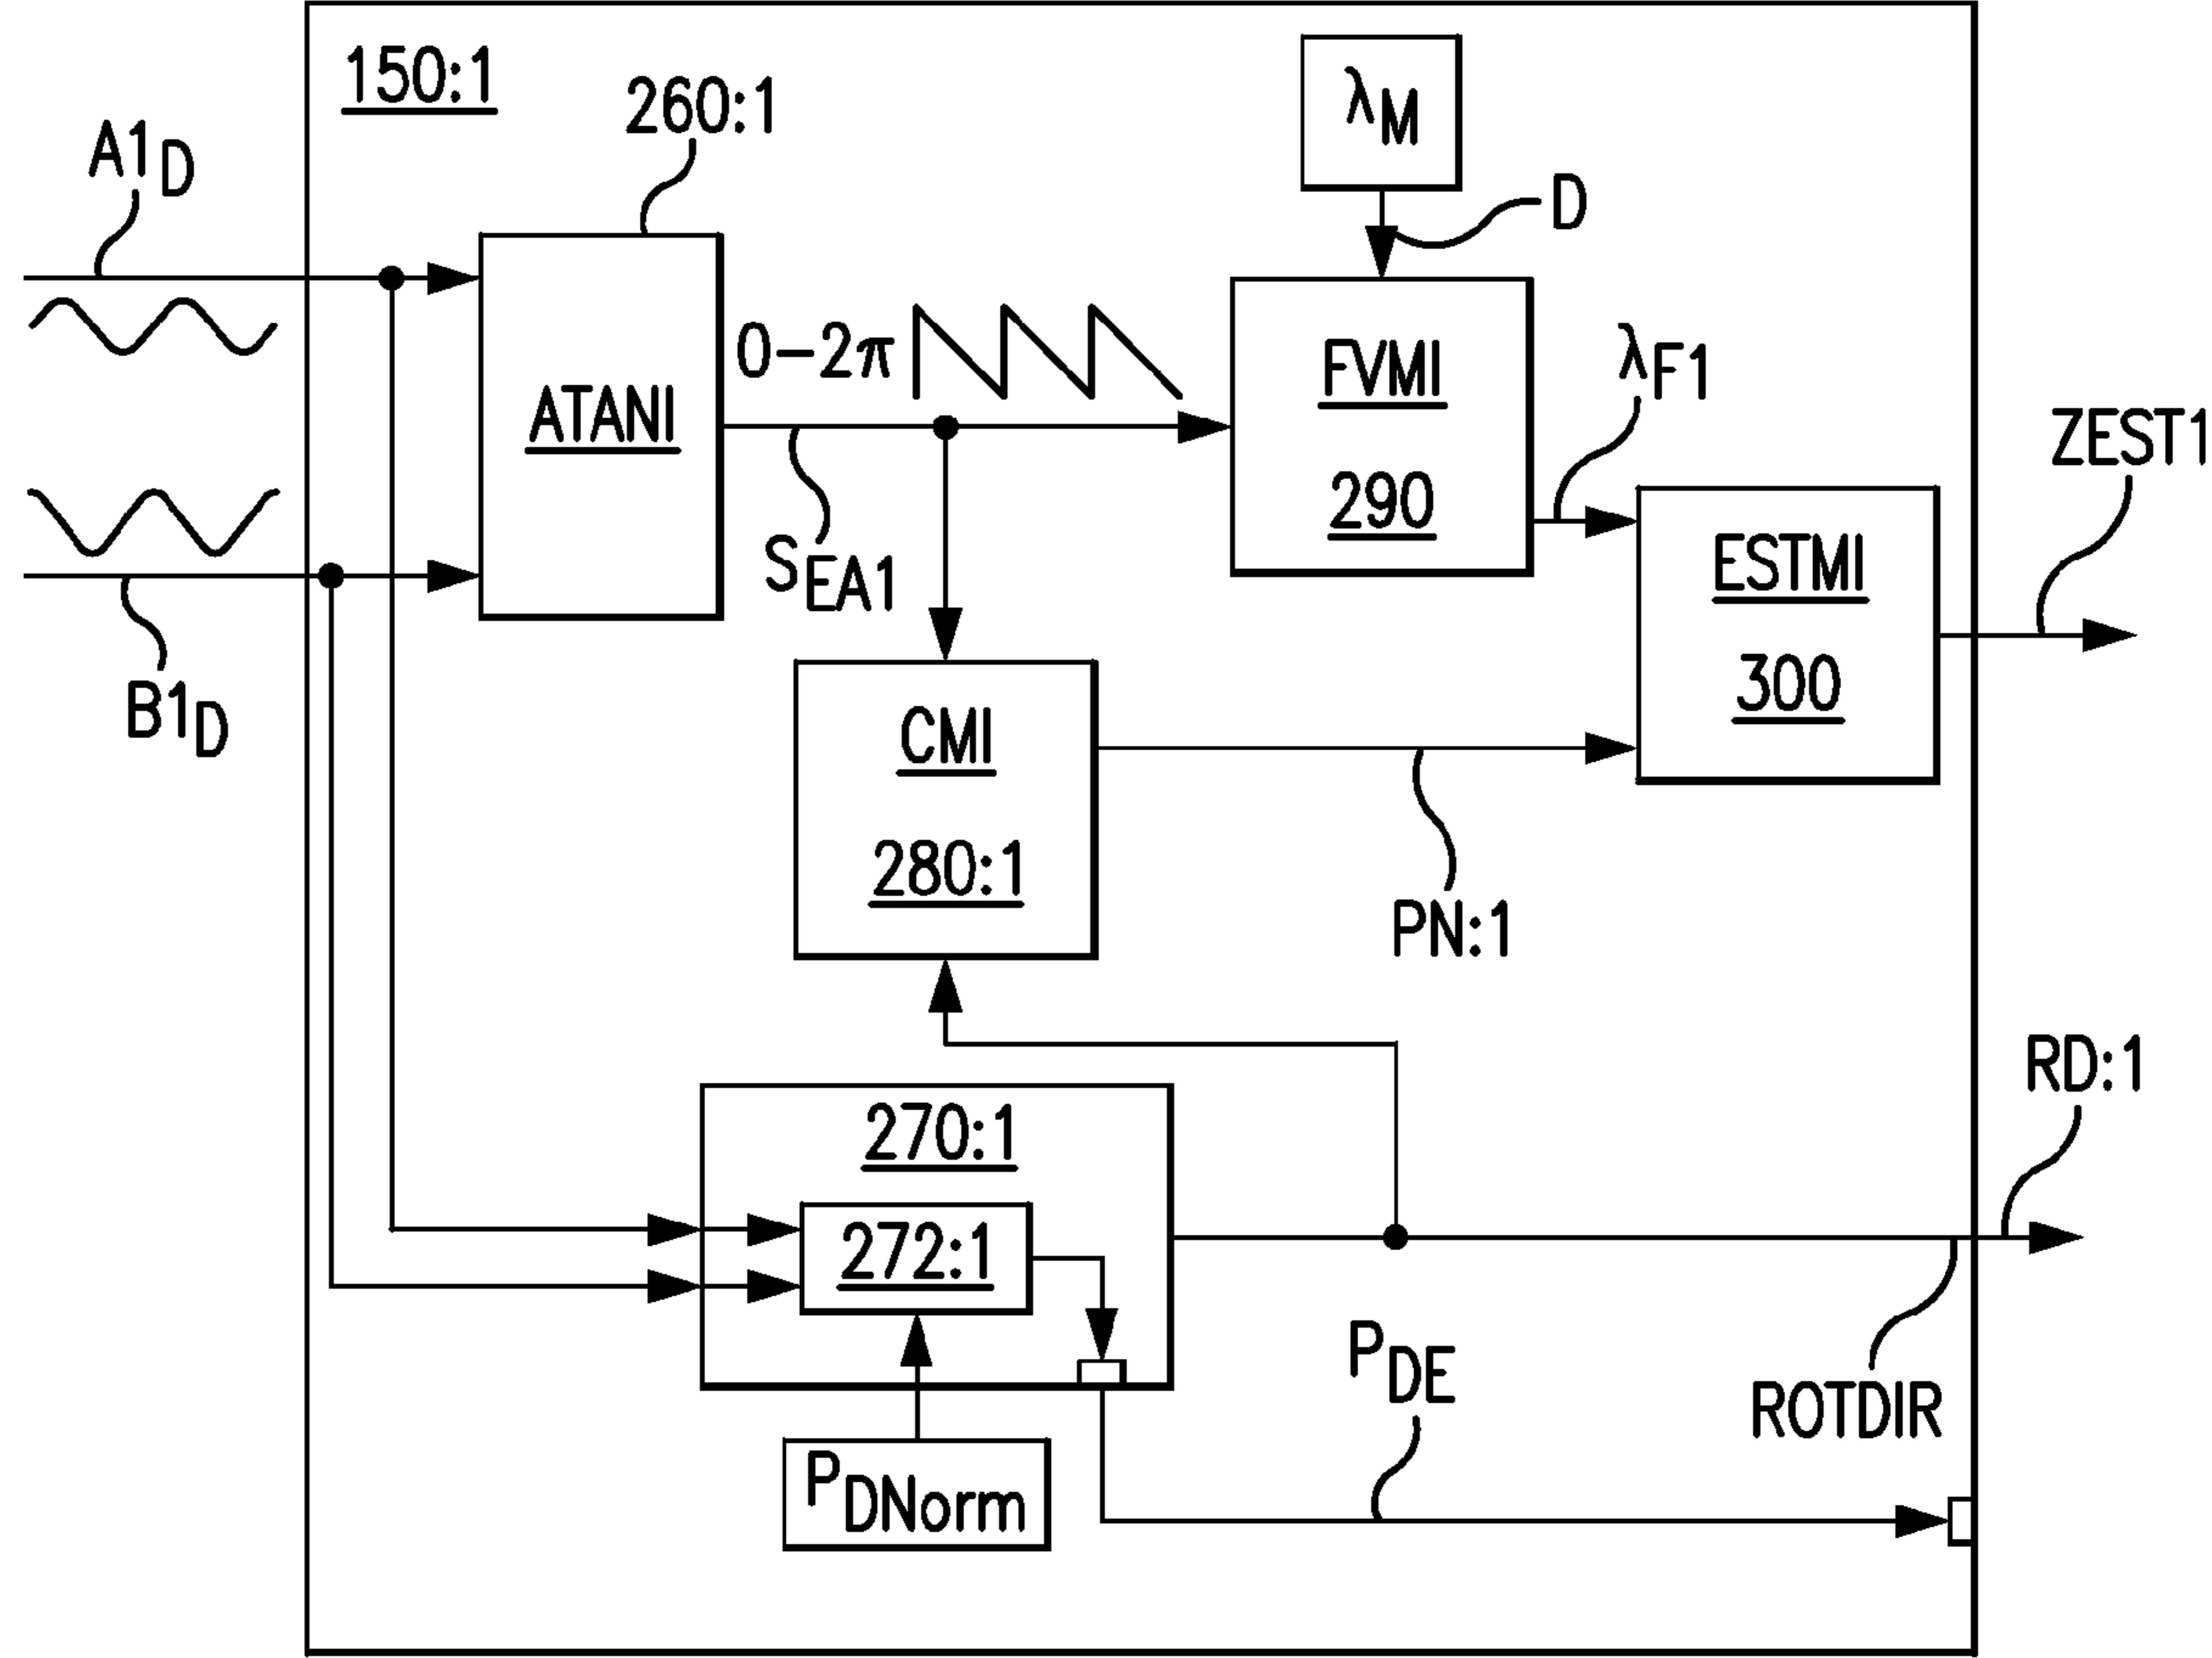 150:1
260:1
λM
A1D
D
0-2π
ATANI
FVMI
290
λF1
ZEST1
SEA1
ESTMI
300
B1D
CMI
280:1
PN:1
RD:1
270:1
272:1
PDE
ROTDIR
PDNorm